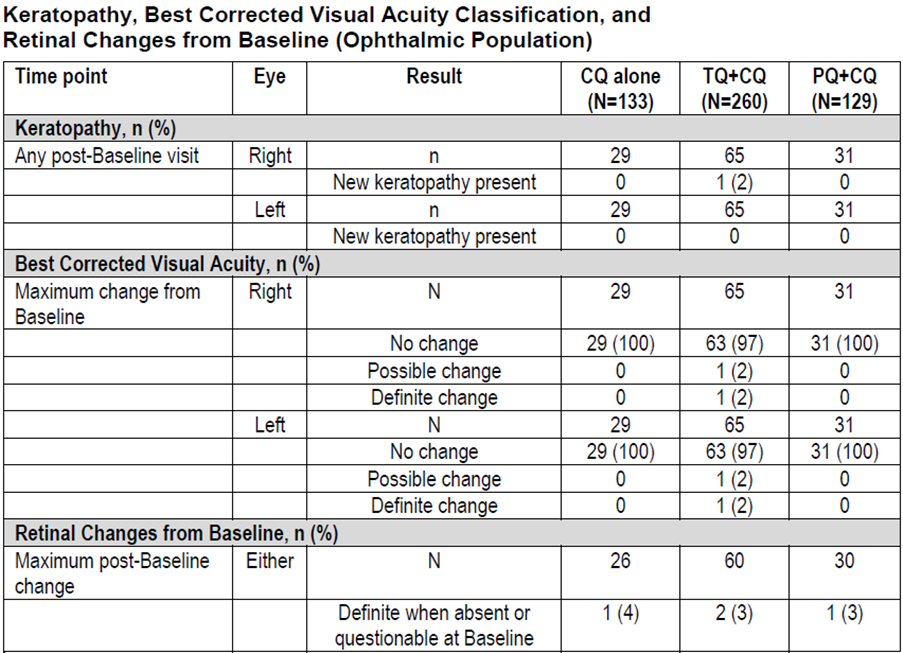 Keratopathy, Best Corrected Visual Acuity Classification, and
Retinal Changes from Baseline (Ophthalmic Population)
Time point Eye Result CQ alone (N=133) TQ+CQ (N=260) PQ+CQ (N=129)
Keratopathy, n (%)
Any post-Baseline visit Right n 29 65 31
New keratopathy present 0 1 (2) 0
Left n 29 65 31
New keratopathy present 0 0 0
Best Corrected Visual Acuity, n (%)
Maximum change from Baseline Right N 29 65 31
No change 29 (100) 63 (97) 31 (100)
Possible change 0 1 (2) 0
Definite change 0 1 (2) 0
Left N 29 65 31
No change 29 (100) 63 (97) 31 (100)
Possible change 0 1 (2) 0
Definite change 0 1 (2) 0
Retinal Changes from Baseline, n (%)
Maximum post-Baseline change Either N 26 60 30
Definite when absent or questionable at Baseline 1 (4) 2 (3) 1 (3)